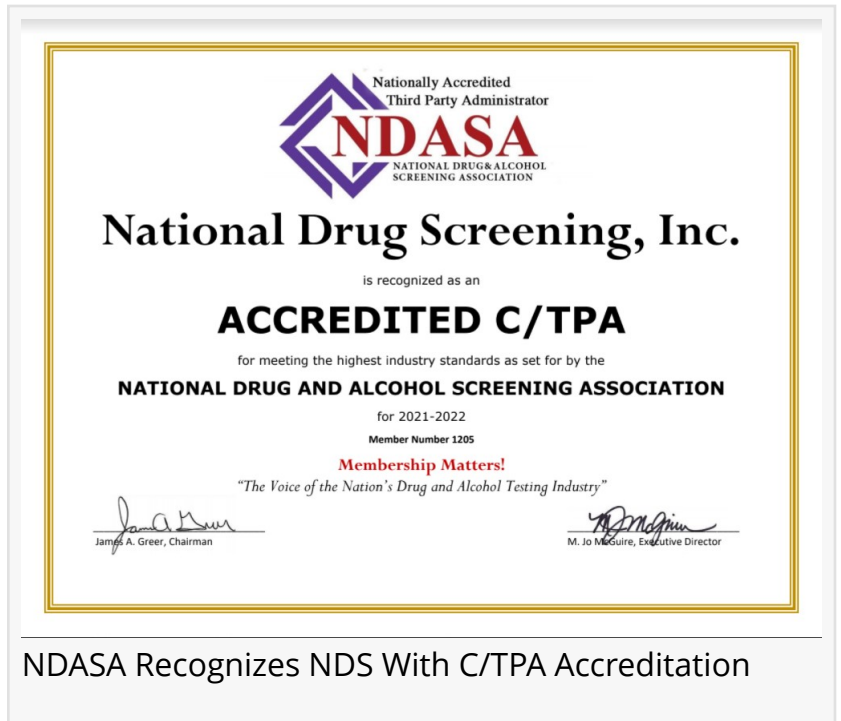 Nationally Accredited
Third Party Administrator
NDASA
NATIONAL DRUG & ALCOHOL
SCREENING ASSOCIATION
National Drug Screening, Inc.
is recognized as an
ACCREDITED C/TPA
for meeting the highest industry standards as set for by the
NATIONAL DRUG AND ALCOHOL SCREENING ASSOCIATION
for 2021-2022
Member Number 1205
Membership Matters!
"The Voice of the Nation's Drug and Alcohol Testing Industry"
James A. Greer, Chairman
M. Jo McGuire, Executive Director
NDASA Recognizes NDS With C/TPA Accreditation